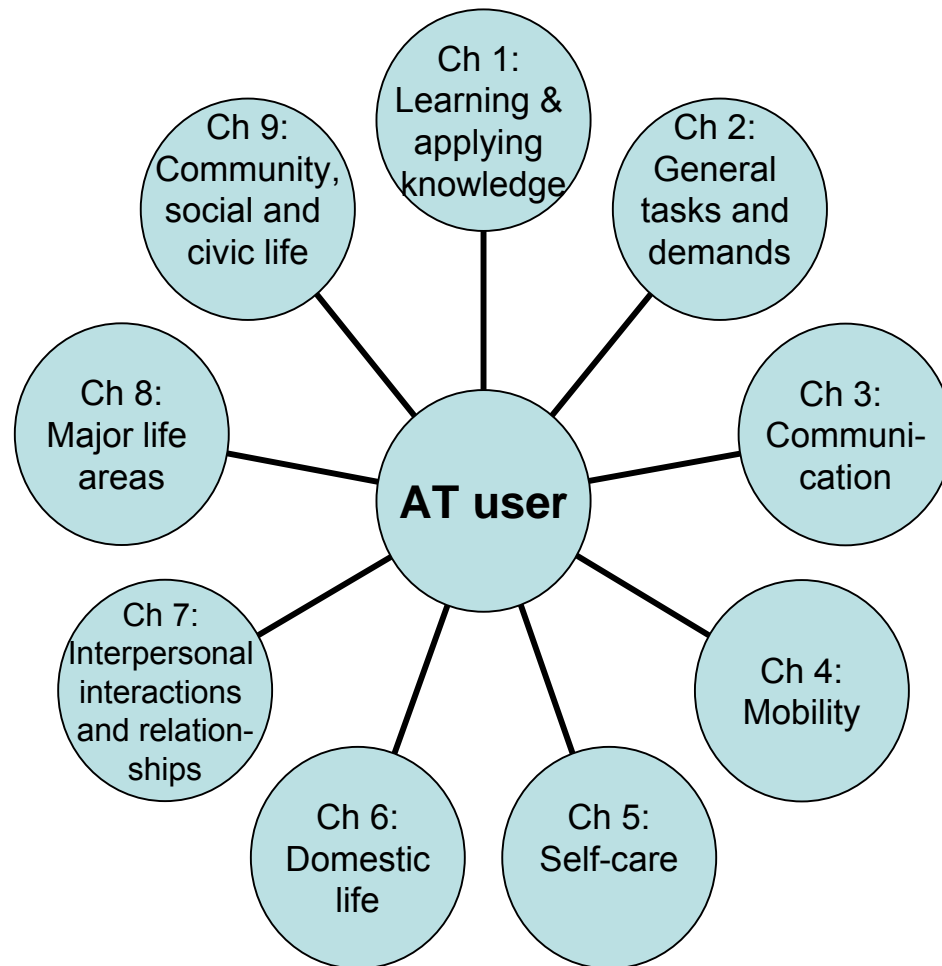 Ch 1:
Learning &
applying
knowledge
Ch 2:
General
tasks and
demands
Ch 3:
Communi-
cation
Ch 4:
Mobility
Ch 5:
Self-care
Ch 6:
Domestic
life
Ch 7:
Interpersonal
interactions
and relation-
ships
Ch 8:
Major life
areas
Ch 9:
Community,
social and
civic life
AT user